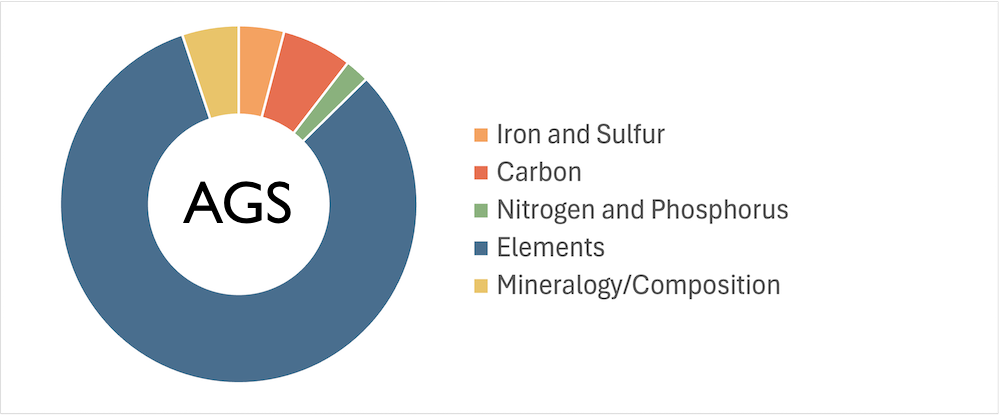 AGS
Iron and Sulfur
Carbon
Nitrogen and Phosphorus
Elements
Mineralogy/Composition